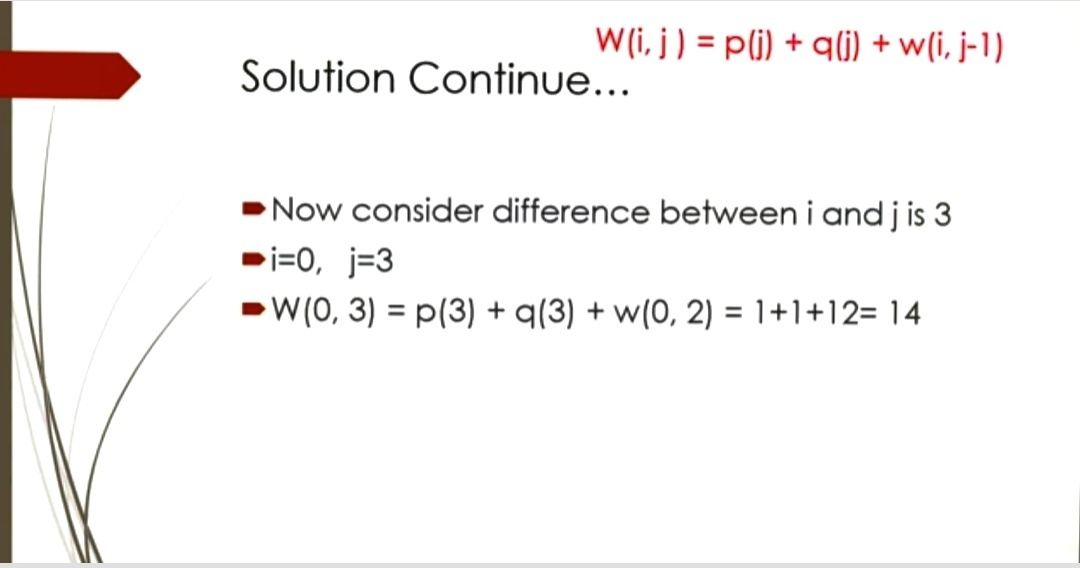 W(i, j ) = p(j) + q(j) + w(i, j-1)
Solution Continue...
Now consider difference between i and j is 3
i=0, j=3
W(0, 3) = p(3) + q(3) + w(0, 2) = 1+1+12= 14